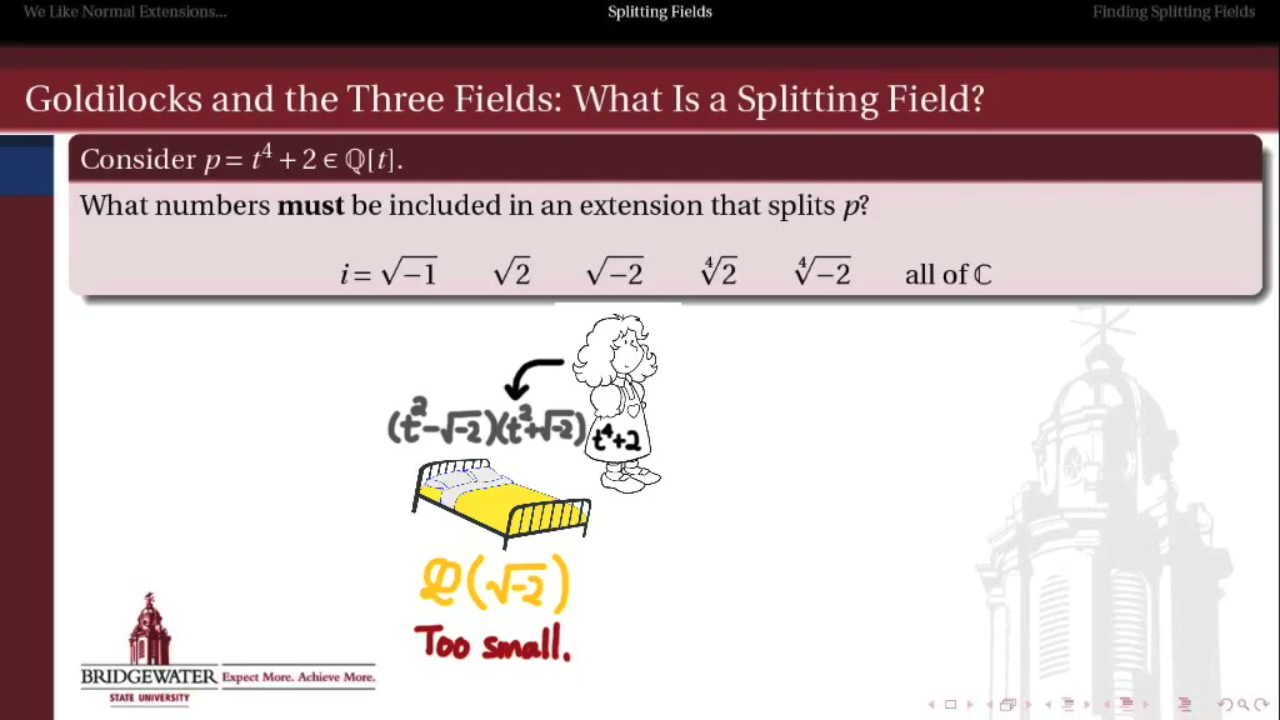 We Like Normal Extensions... Splitting Fields Finding Splitting Fields
Goldilocks and the Three Fields: What Is a Splitting Field?
Consider p = t⁴ + 2 ∈ ℚ[t].
What numbers must be included in an extension that splits p?
i = √−1 √2 √−2 ∜2 ∜−2 all of ℂ
(t²−√−2)(t²+√−2) t⁴+2
ℚ(√−2)
Too small.
BRIDGEWATER Expect More. Achieve More.
STATE UNIVERSITY